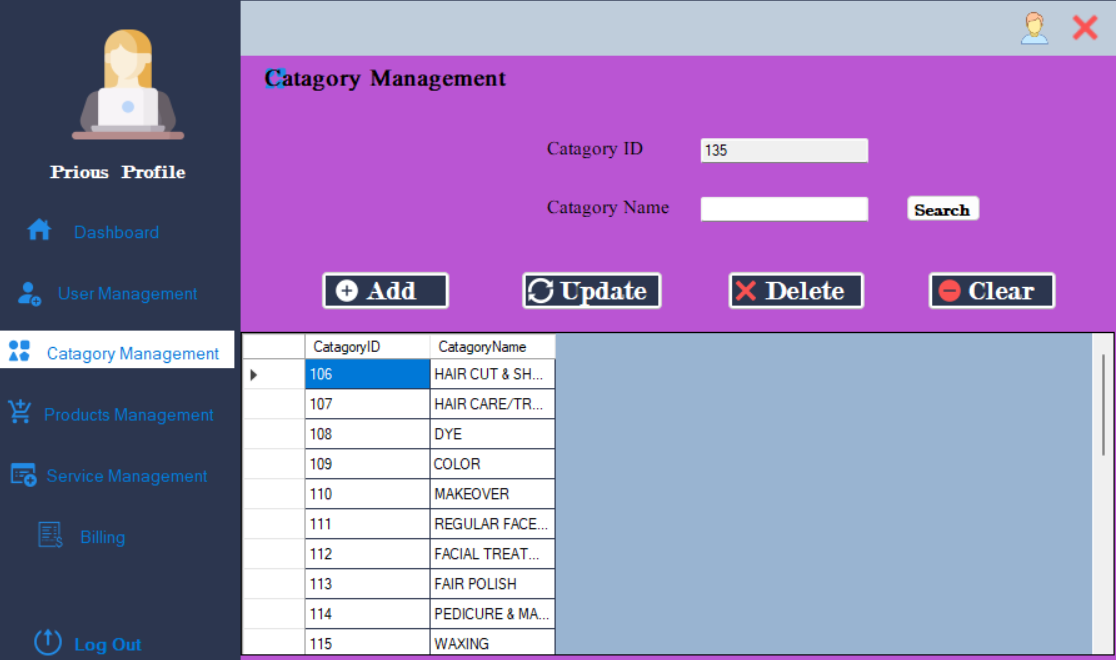 Catagory Management
Catagory ID
135
Prious Profile
Catagory Name
Search
Dashboard
Add
Update
Delete
Clear
User Management
Catagory Management
Products Management
Service Management
Billing
Log Out
CatagoryID CatagoryName
106 HAIR CUT & SH...
107 HAIR CARE/TR...
108 DYE
109 COLOR
110 MAKEOVER
111 REGULAR FACE...
112 FACIAL TREAT...
113 FAIR POLISH
114 PEDICURE & MA...
115 WAXING